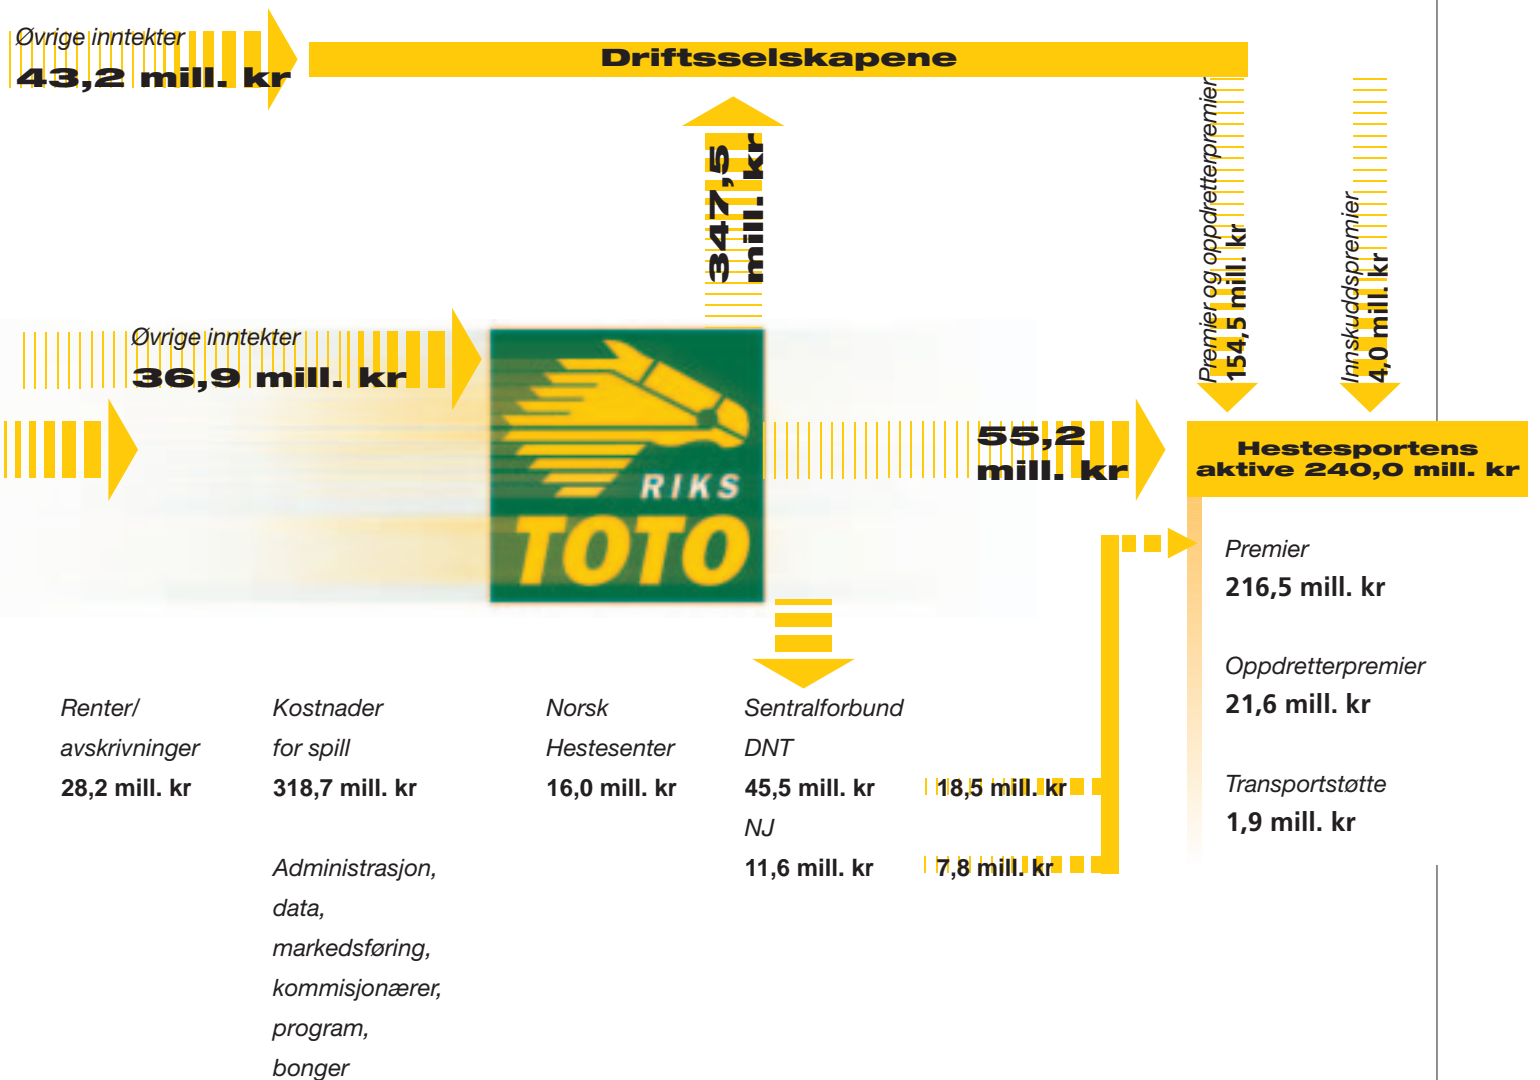 Øvrige inntekter
43,2 mill. kr
Driftsselskapene
347,5
mill. kr
Premier og oppdretterpremier
154,5 mill. kr
Innskuddspremier
4,0 mill. kr
Øvrige inntekter
36,9 mill. kr
RIKS
TOTO
55,2
mill. kr
Hestesportens
aktive 240,0 mill. kr
Premier
216,5 mill. kr
Oppdretterpremier
21,6 mill. kr
Transportstøtte
1,9 mill. kr
Renter/
avskrivninger
28,2 mill. kr
Kostnader
for spill
318,7 mill. kr
Administrasjon,
data,
markedsføring,
kommisjonærer,
program,
bonger
Norsk
Hestesenter
16,0 mill. kr
Sentralforbund
DNT
45,5 mill. kr
18,5 mill. kr
NJ
11,6 mill. kr
7,8 mill. kr